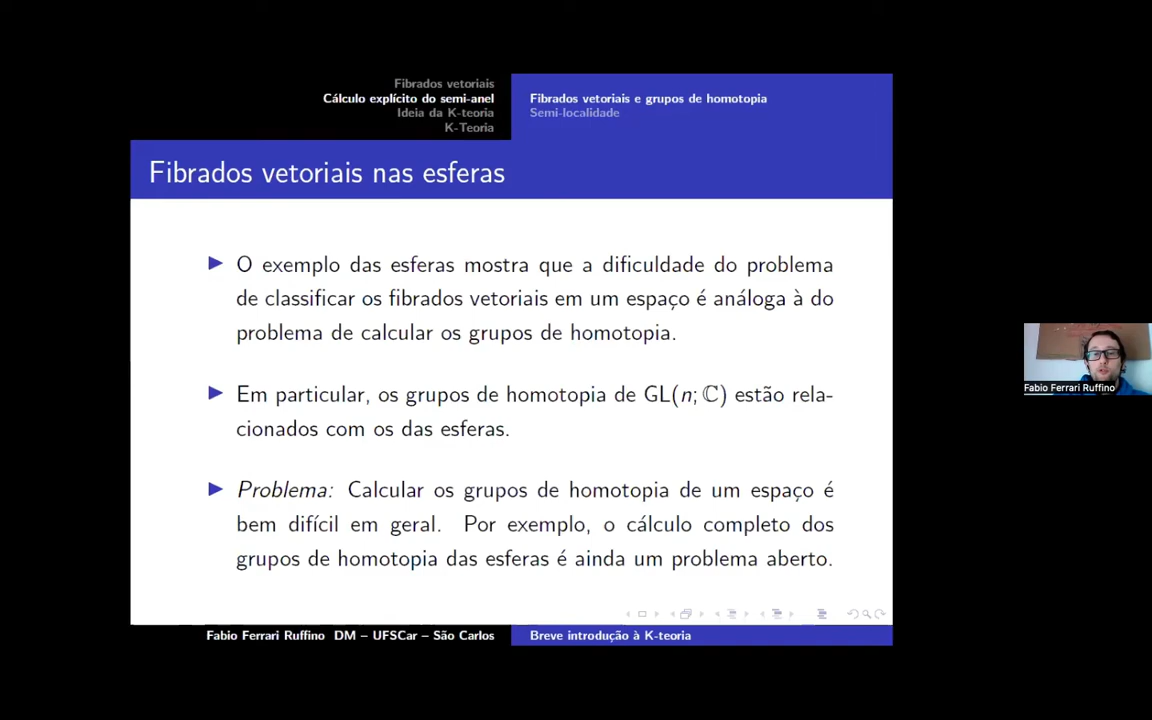 Fibrados vetoriais
Cálculo explícito do semi-anel
Ideia da K-teoria
K-Teoria
Fibrados vetoriais e grupos de homotopia
Semi-localidade
Fibrados vetoriais nas esferas
O exemplo das esferas mostra que a dificuldade do problema
de classificar os fibrados vetoriais em um espaço é análoga à do
problema de calcular os grupos de homotopia.
Em particular, os grupos de homotopia de GL(n; ℂ) estão rela-
cionados com os das esferas.
Problema: Calcular os grupos de homotopia de um espaço é
bem difícil em geral. Por exemplo, o cálculo completo dos
grupos de homotopia das esferas é ainda um problema aberto.
Fabio Ferrari Ruffino DM – UFSCar – São Carlos
Breve introdução à K-teoria
Fabio Ferrari Ruffino